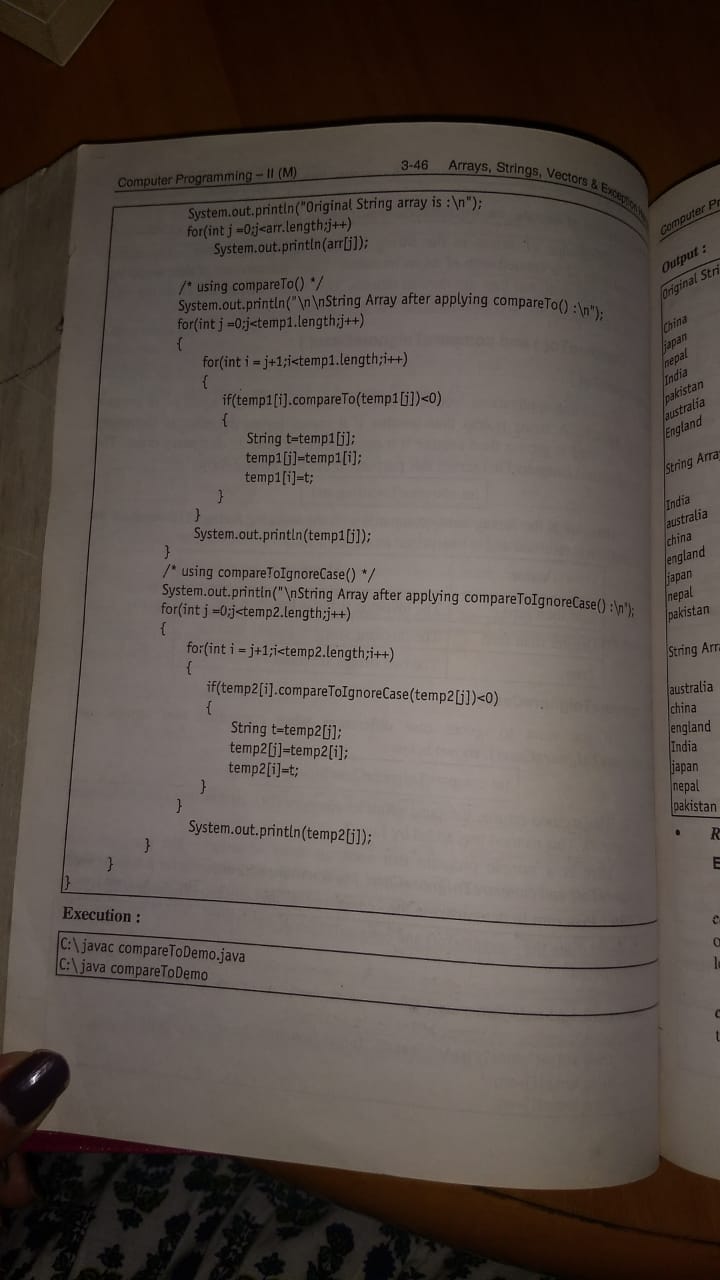 Computer Programming – II (M) 3-46 Arrays, Strings, Vectors & Exception
System.out.println("Original String array is :\n");
for(int j =0;j<arr.length;j++)
System.out.println(arr[j]);
/* using compareTo() */
System.out.println("\n\nString Array after applying compareTo() :\n");
for(int j =0;j<temp1.length;j++)
{
for(int i = j+1;i<temp1.length;i++)
{
if(temp1[i].compareTo(temp1[j])<0)
{
String t=temp1[j];
temp1[j]=temp1[i];
temp1[i]=t;
}
}
System.out.println(temp1[j]);
}
/* using compareToIgnoreCase() */
System.out.println("\nString Array after applying compareToIgnoreCase() :\n");
for(int j =0;j<temp2.length;j++)
{
for(int i = j+1;i<temp2.length;i++)
{
if(temp2[i].compareToIgnoreCase(temp2[j])<0)
{
String t=temp2[j];
temp2[j]=temp2[i];
temp2[i]=t;
}
}
System.out.println(temp2[j]);
}
}
}
Execution :
C:\javac compareToDemo.java
C:\java compareToDemo
Computer Pr
Output :
Original Stri
China
japan
nepal
India
pakistan
australia
England
String Arra
India
australia
china
england
japan
nepal
pakistan
String Arr
australia
china
england
India
japan
nepal
pakistan
• R